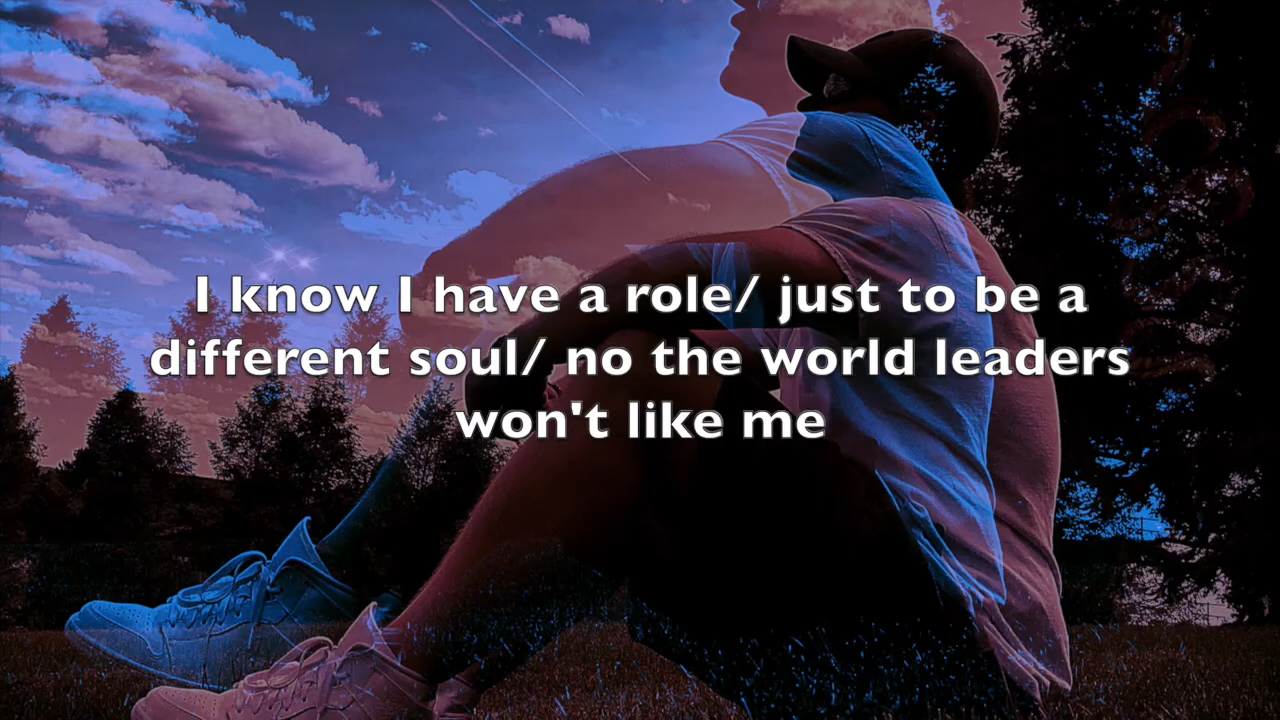 I know I have a role/ just to be a
different soul/ no the world leaders
won't like me